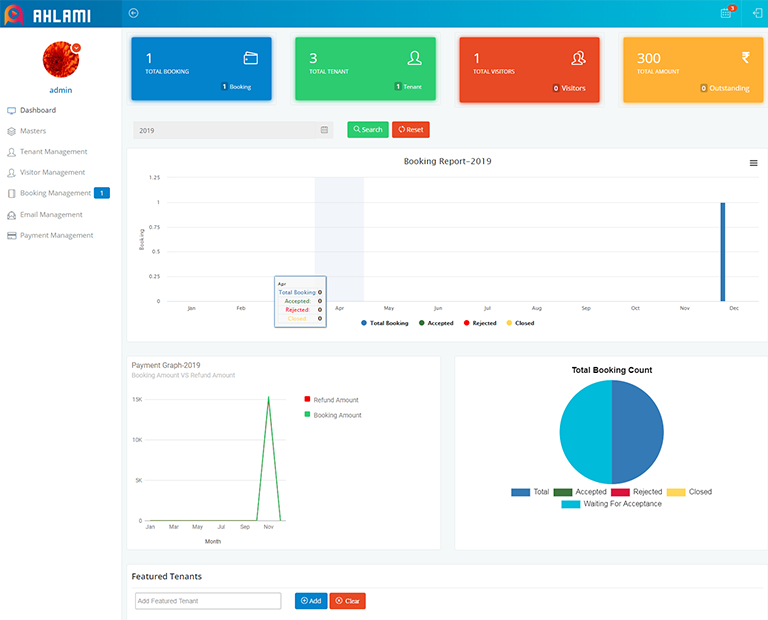 AHLAMI
3
admin
Dashboard
Masters
Tenant Management
Visitor Management
Booking Management 1
Email Management
Payment Management
1
TOTAL BOOKING
1 Booking
3
TOTAL TENANT
1 Tenant
1
TOTAL VISITORS
0 Visitors
300
₹
TOTAL AMOUNT
0 Outstanding
2019
Search
Reset
Booking Report-2019
1.25
1
0.75
0.5
0.25
0
Booking
Apr
Total Booking: 0
Accepted: 0
Rejected: 0
Closed: 0
Jan Feb Apr May Jun Jul Aug Sep Oct Nov Dec
Total Booking Accepted Rejected Closed
Payment Graph-2019
Booking Amount VS Refund Amount
15K
10K
5K
0
Jan Mar May Jul Sep Nov
Month
Refund Amount
Booking Amount
Total Booking Count
Total Accepted Rejected Closed
Waiting For Acceptance
Featured Tenants
Add Featured Tenant
Add
Clear